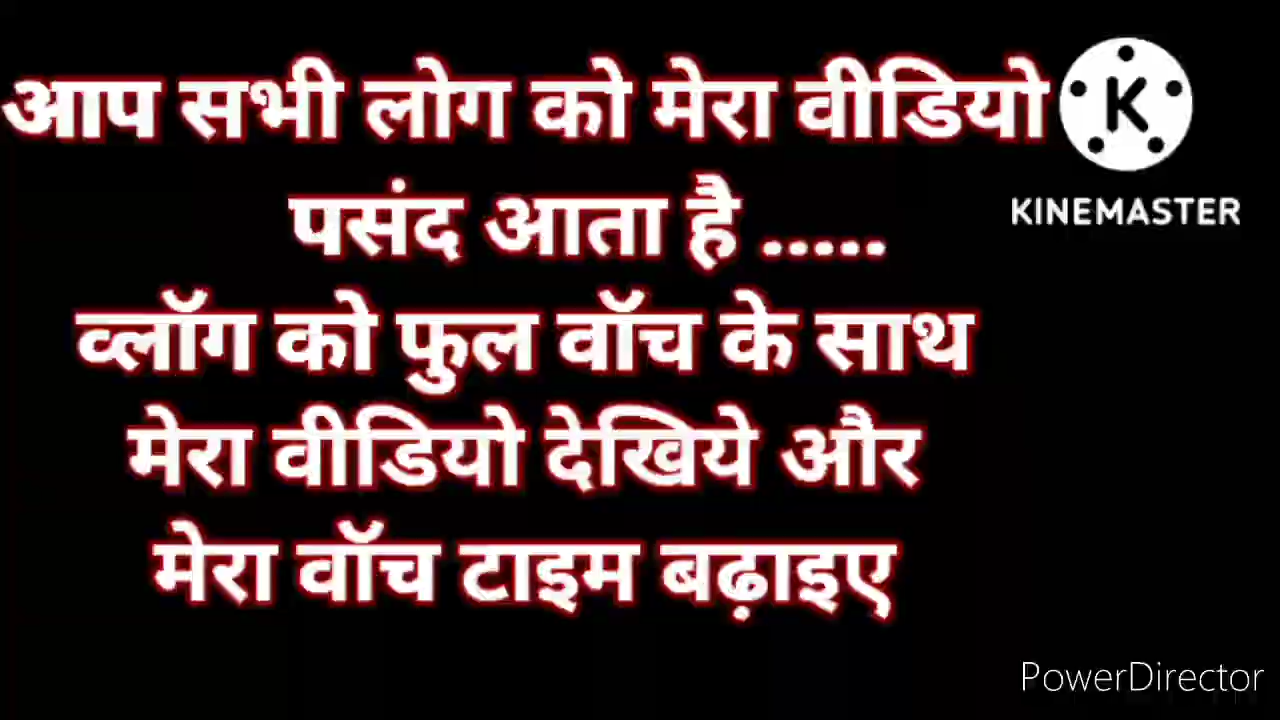 आप सभी लोग को मेरा वीडियो
पसंद आता है .....
व्लॉग को फुल वॉच के साथ
मेरा वीडियो देखिये और
मेरा वॉच टाइम बढ़ाइए
K
KINEMASTER
PowerDirector